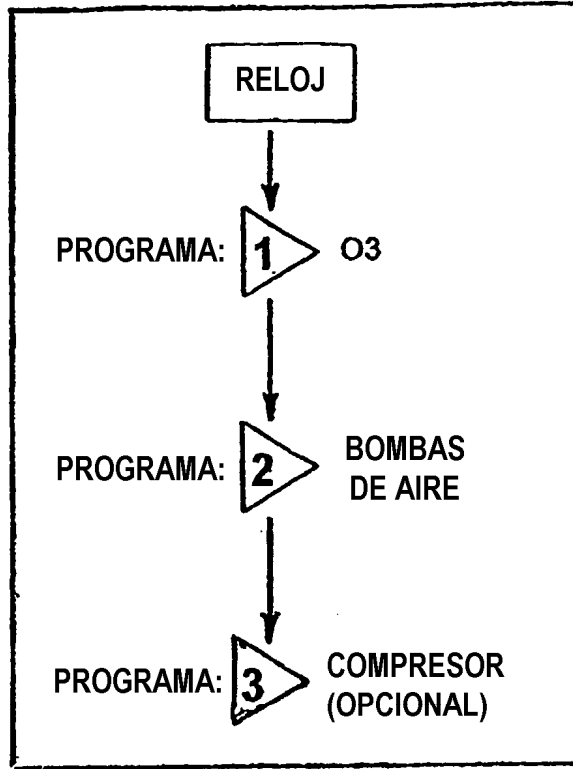 RELOJ
PROGRAMA: 1 O3
PROGRAMA: 2 BOMBAS
DE AIRE
PROGRAMA: 3 COMPRESOR
(OPCIONAL)